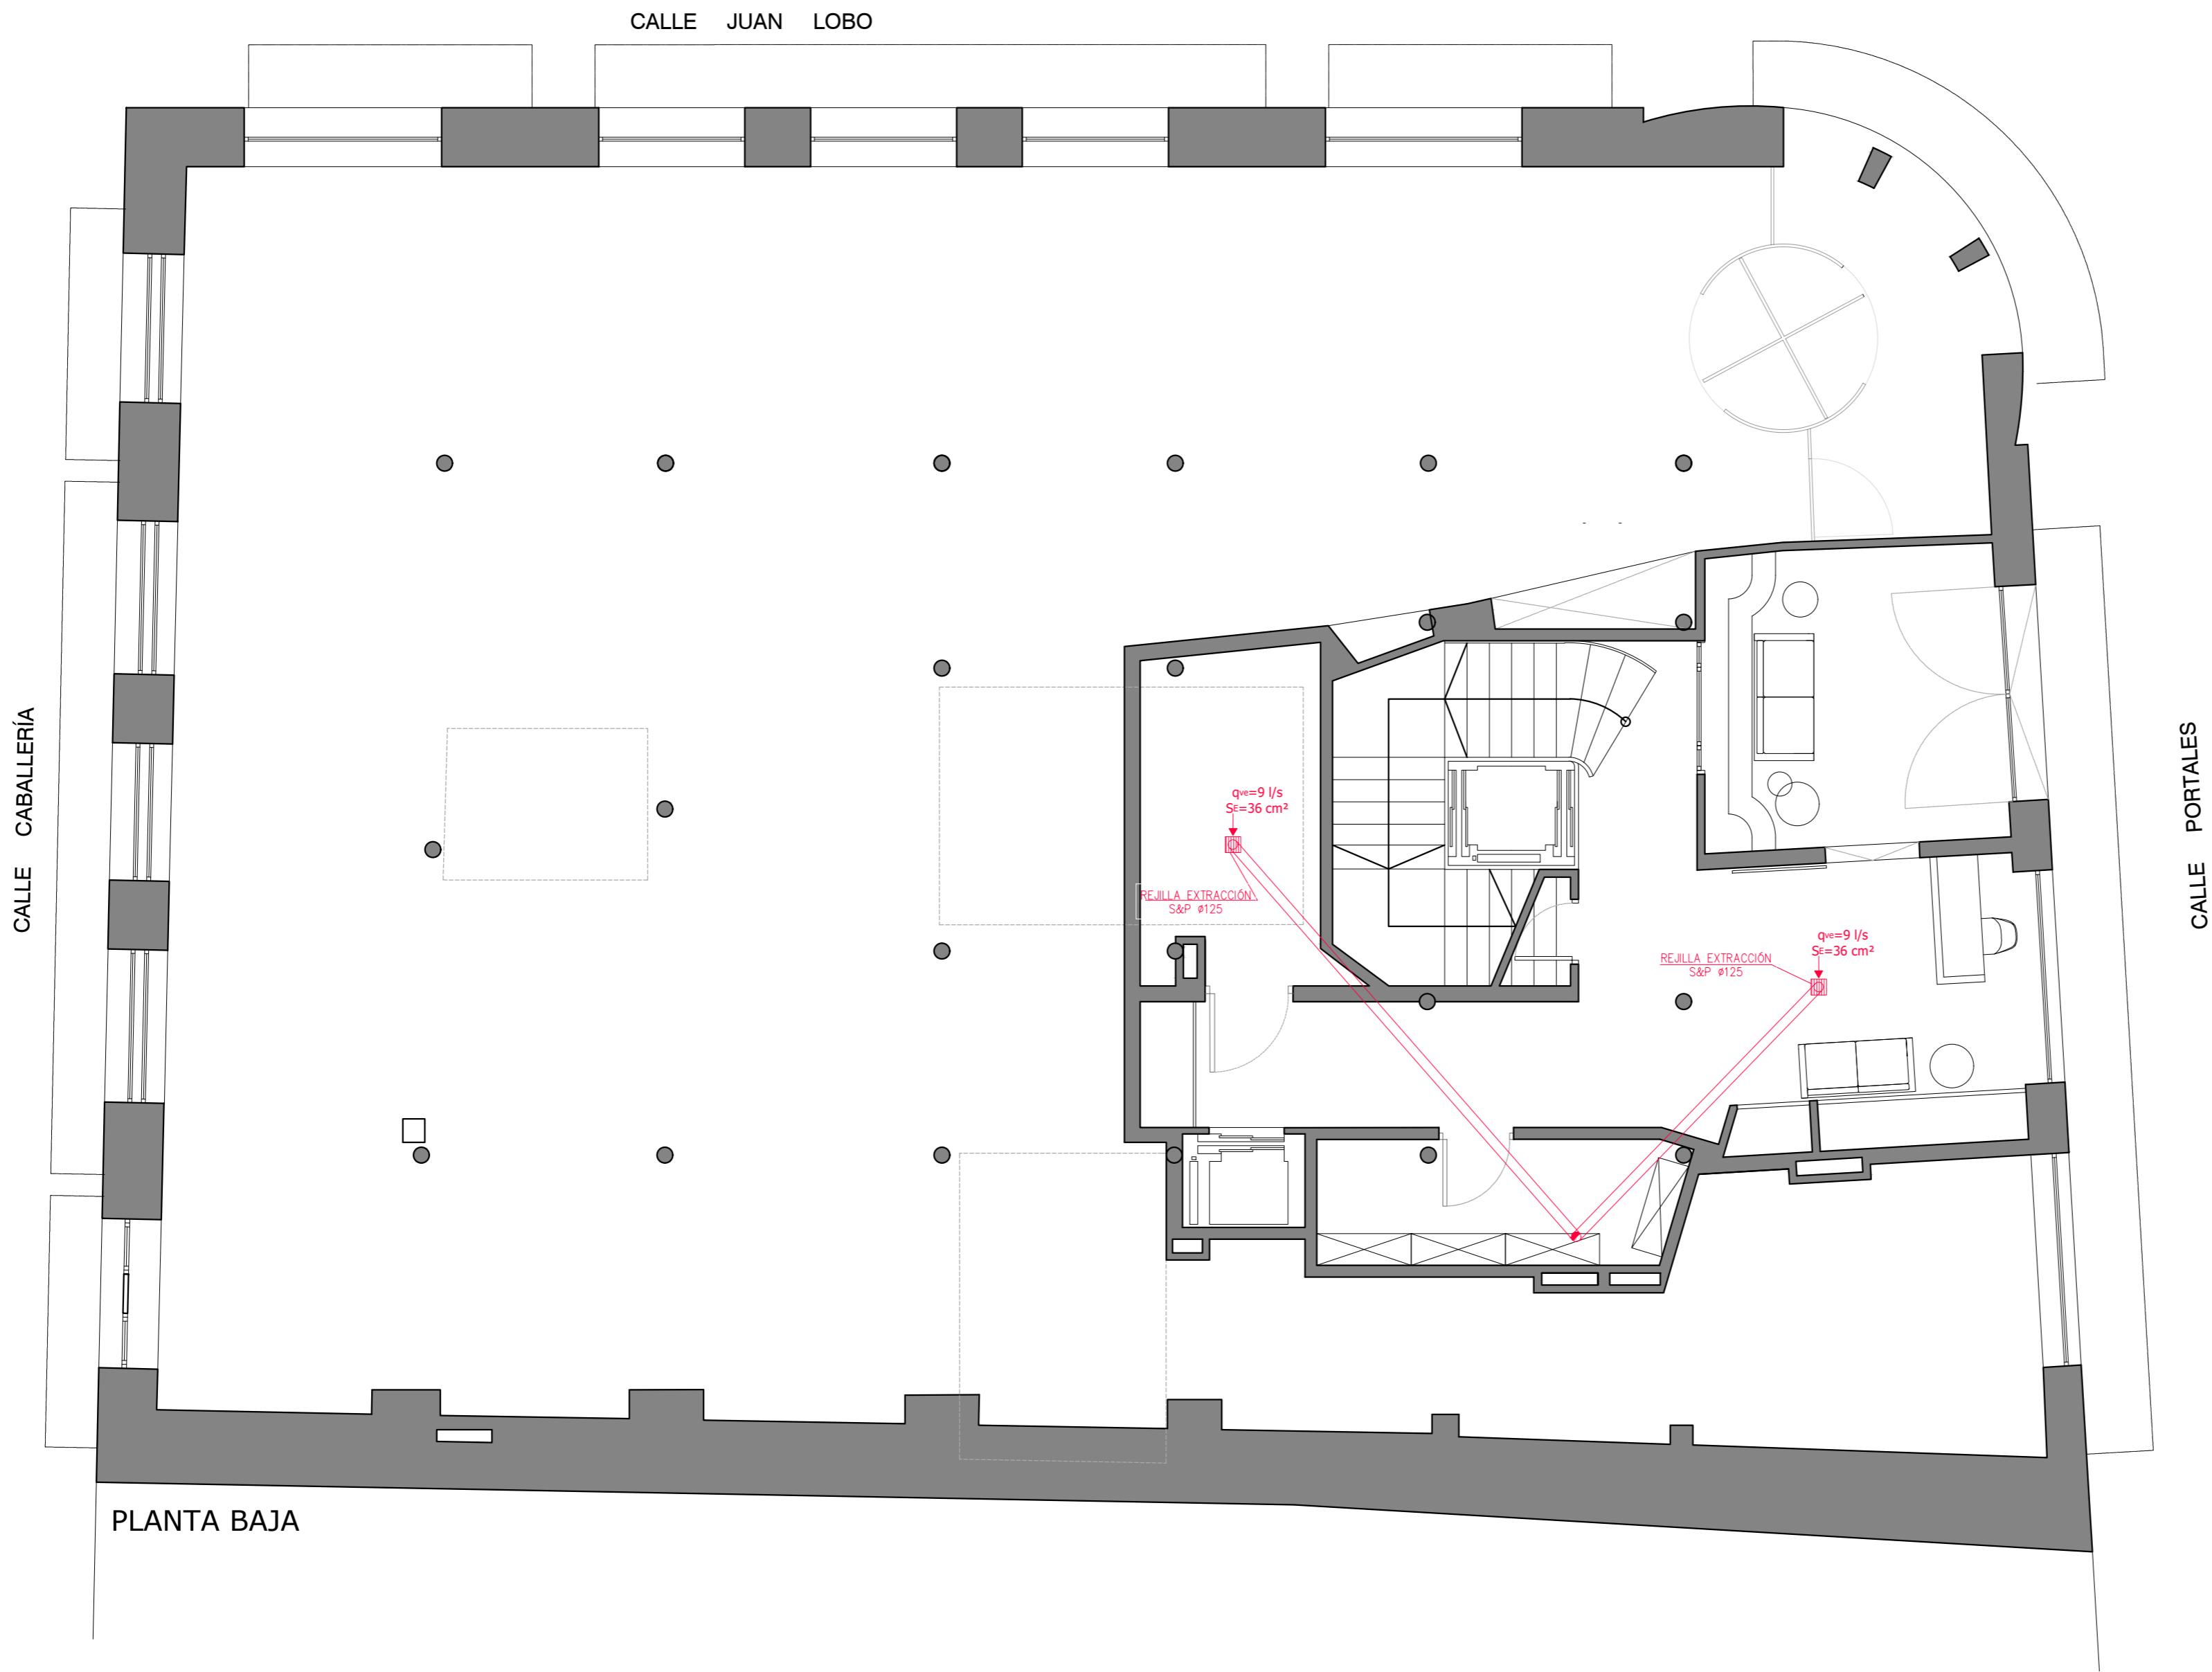 CALLE JUAN LOBO
CALLE CABALLERÍA
CALLE PORTALES
qve=9 l/s
SE=36 cm²
REJILLA EXTRACCIÓN
S&P ø125
qve=9 l/s
SE=36 cm²
REJILLA EXTRACCIÓN
S&P ø125
PLANTA BAJA